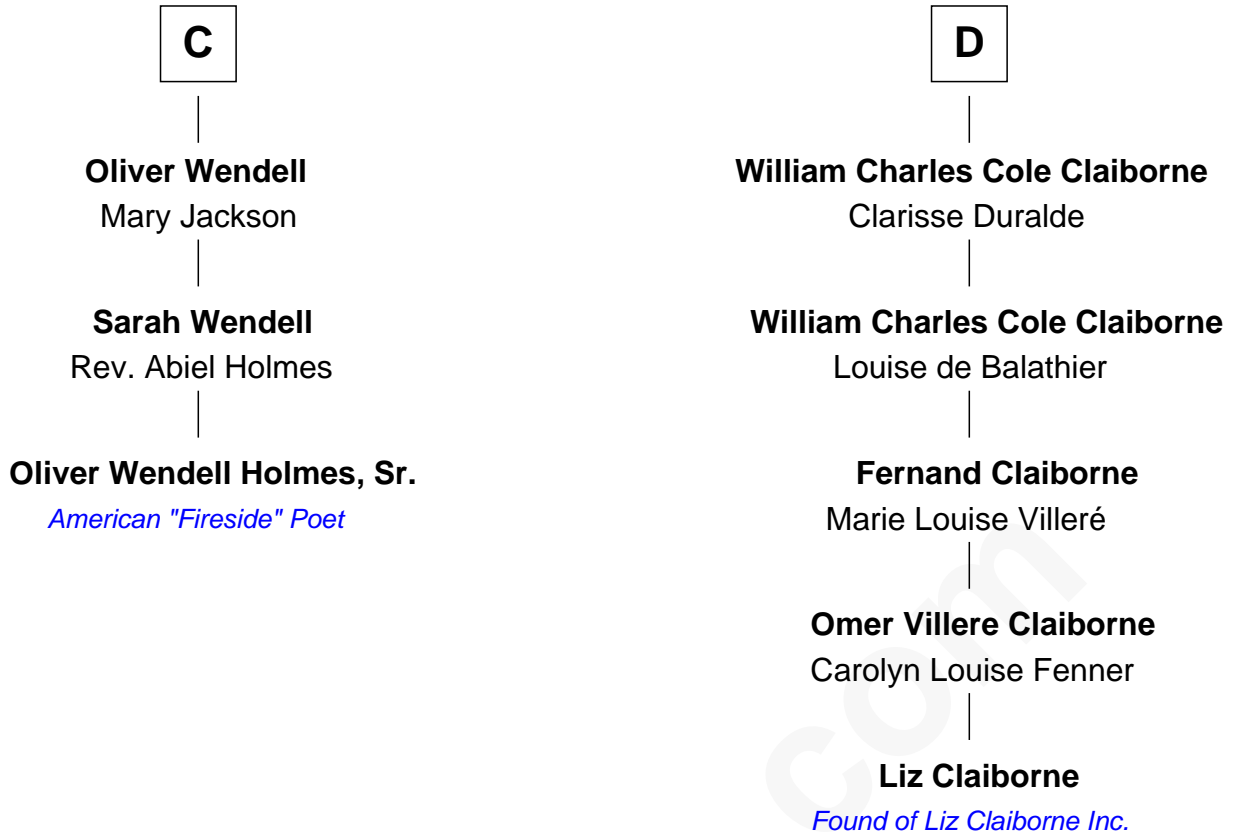 C
Oliver Wendell
Mary Jackson
Sarah Wendell
Rev. Abiel Holmes
Oliver Wendell Holmes, Sr.
American "Fireside" Poet
D
William Charles Cole Claiborne
Clarisse Duralde
William Charles Cole Claiborne
Louise de Balathier
Fernand Claiborne
Marie Louise Villeré
Omer Villere Claiborne
Carolyn Louise Fenner
Liz Claiborne
Found of Liz Claiborne Inc.
com